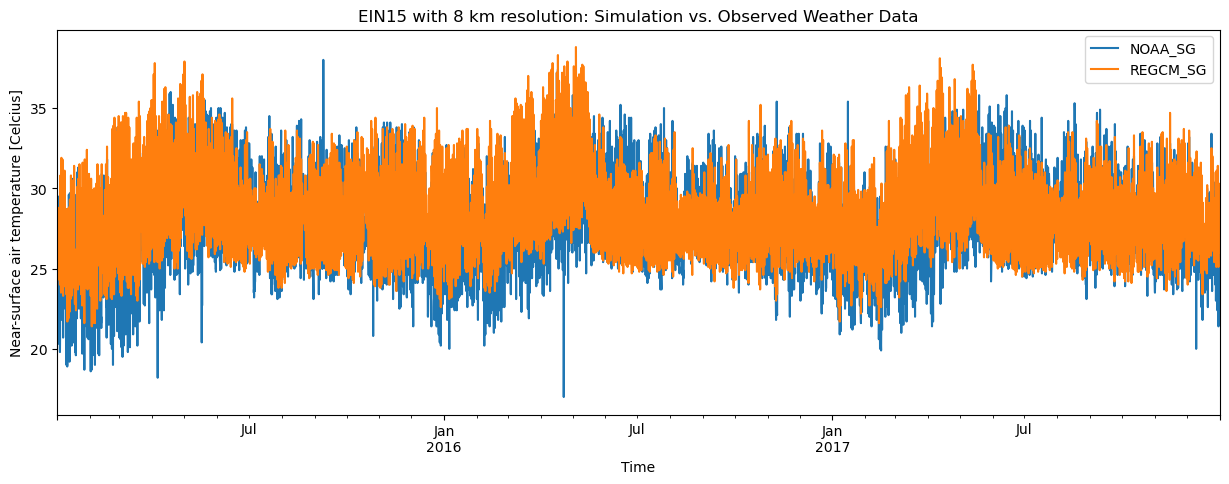 EIN15 with 8 km resolution: Simulation vs. Observed Weather Data
NOAA_SG
REGCM_SG
Near-surface air temperature [Celcius]
35
30
25
20
Jul
Jan
2016
Jul
Jan
2017
Jul
Time